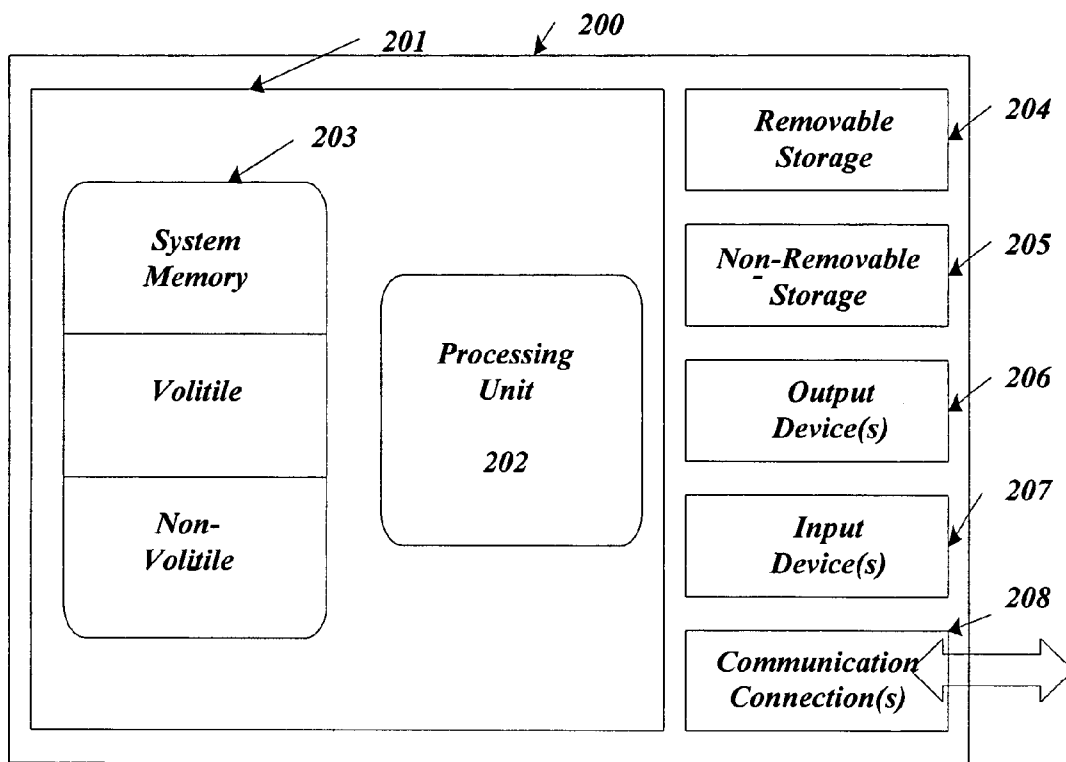 200
201
203
System
Memory
Volitile
Non-
Volitile
Processing
Unit
202
204
Removable
Storage
205
Non-Removable
Storage
206
Output
Device(s)
207
Input
Device(s)
208
Communication
Connection(s)